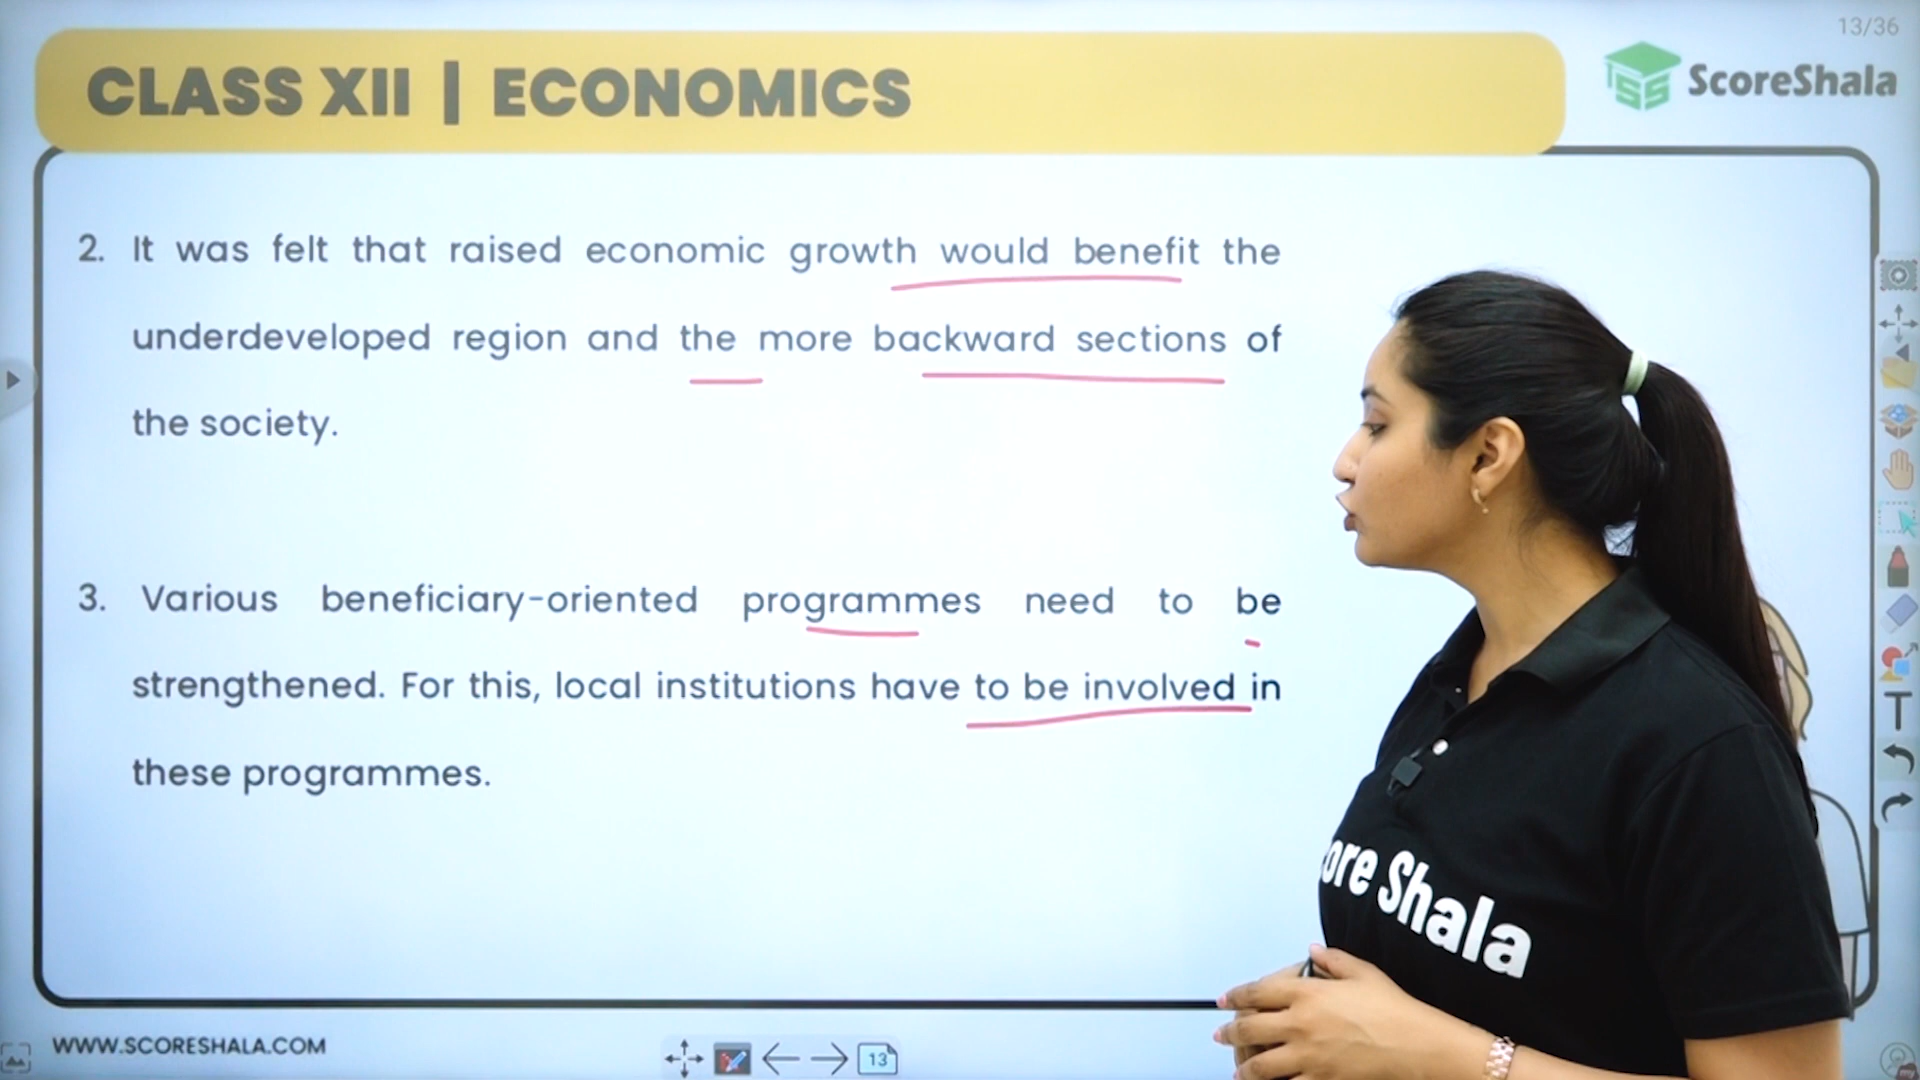 13/36
CLASS XII | ECONOMICS
ScoreShala
2. It was felt that raised economic growth would benefit the
underdeveloped region and the more backward sections of
the society.
3. Various beneficiary-oriented programmes need to be
strengthened. For this, local institutions have to be involved in
these programmes.
ore Shala
WWW.SCORESHALA.COM
13